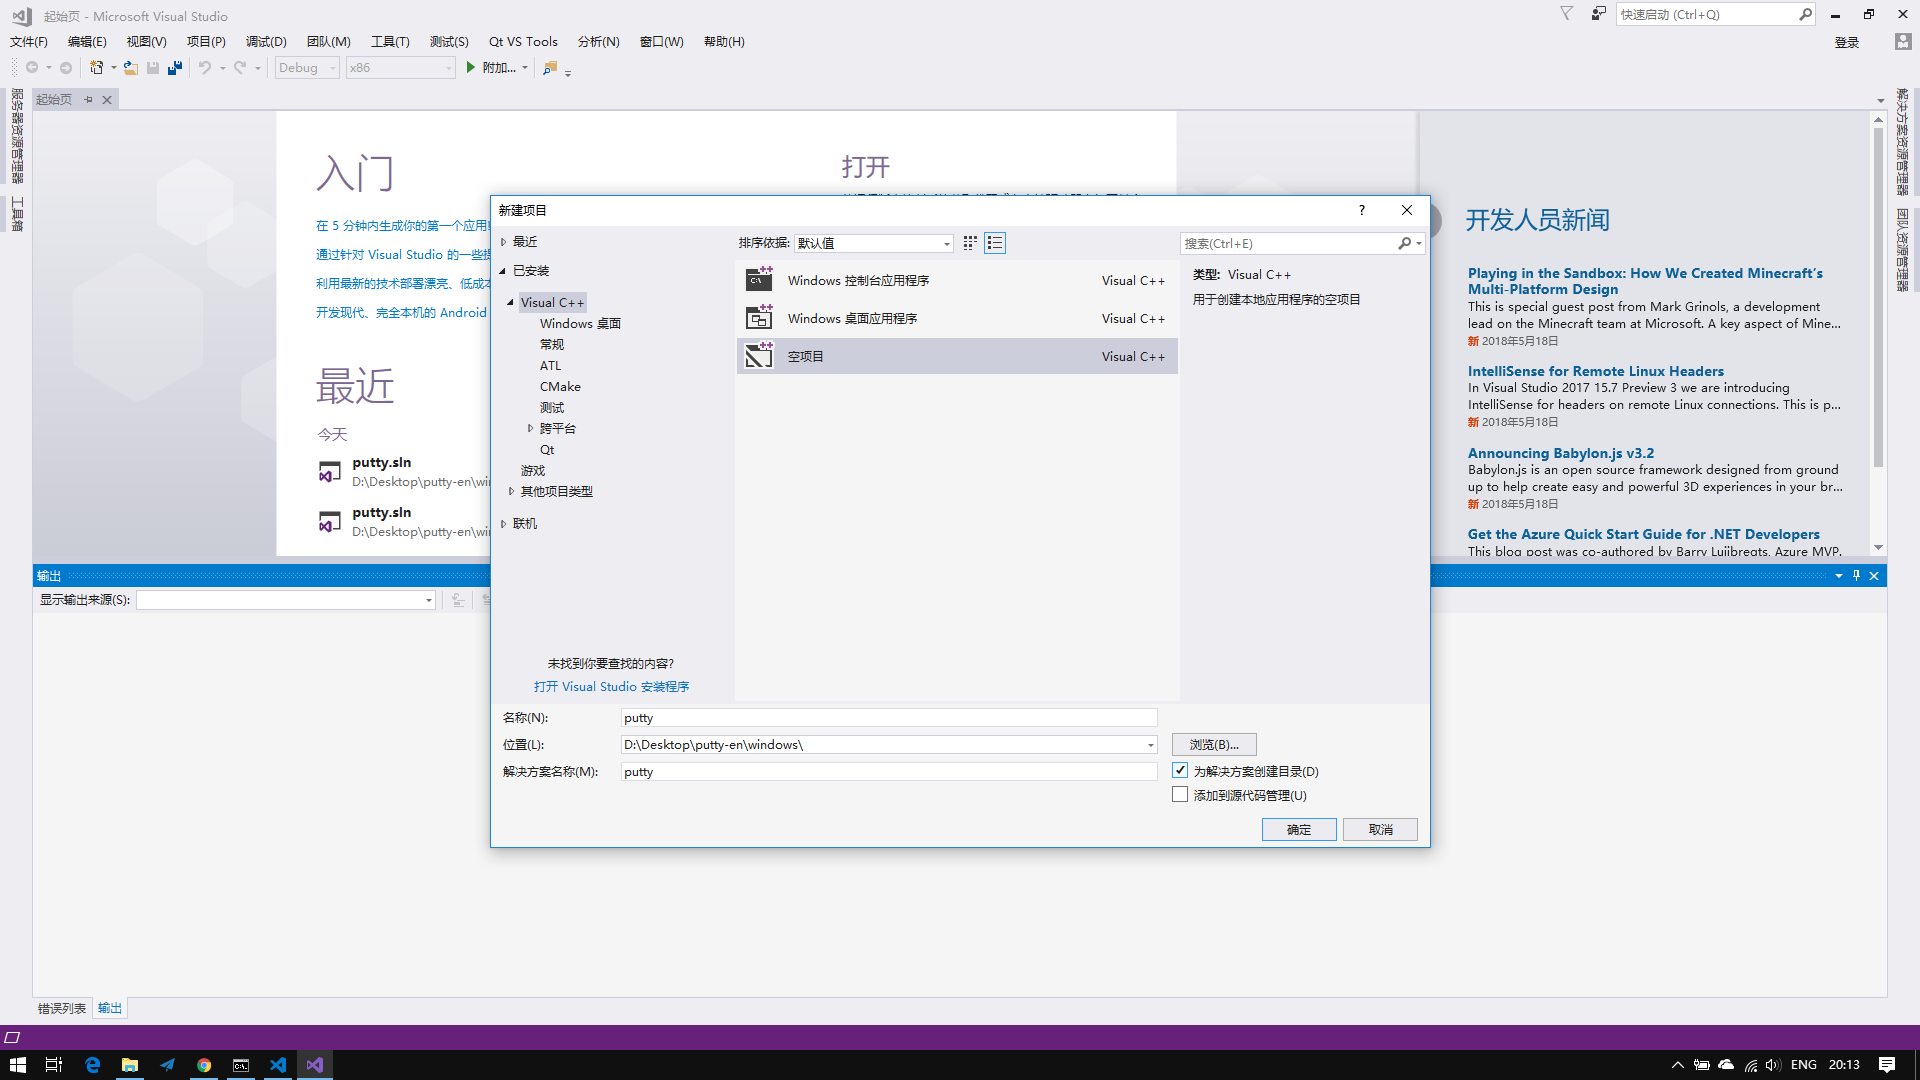 起始页 - Microsoft Visual Studio
快速启动 (Ctrl+Q)
文件(F) 编辑(E) 视图(V) 项目(P) 调试(D) 团队(M) 工具(T) 测试(S) Qt VS Tools 分析(N) 窗口(W) 帮助(H)
登录
Debug x86 附加...
起始页
服务器资源管理器
工具箱
解决方案资源管理器
团队资源管理器
入门
在 5 分钟内生成你的第一个应用
通过针对 Visual Studio 的一些
利用最新的技术部署漂亮、低成
开发现代、完全本机的 Android
打开
最近
今天
putty.sln
D:\Desktop\putty-en\win
putty.sln
D:\Desktop\putty-en\win
开发人员新闻
Playing in the Sandbox: How We Created Minecraft's
Multi-Platform Design
This is special guest post from Mark Grinols, a development
lead on the Minecraft team at Microsoft. A key aspect of Mine...
新 2018年5月18日
IntelliSense for Remote Linux Headers
In Visual Studio 2017 15.7 Preview 3 we are introducing
IntelliSense for headers on remote Linux connections. This is p...
新 2018年5月18日
Announcing Babylon.js v3.2
Babylon.js is an open source framework designed from ground
up to help create easy and powerful 3D experiences in your br...
新 2018年5月18日
Get the Azure Quick Start Guide for .NET Developers
This blog post was co-authored by Barry Luijbregts, Azure MVP.
新建项目
?
最近
已安装
Visual C++
Windows 桌面
常规
ATL
CMake
测试
跨平台
Qt
游戏
其他项目类型
联机
未找到你要查找的内容?
打开 Visual Studio 安装程序
排序依据: 默认值
Windows 控制台应用程序 Visual C++
Windows 桌面应用程序 Visual C++
空项目 Visual C++
搜索(Ctrl+E)
类型: Visual C++
用于创建本地应用程序的空项目
名称(N): putty
位置(L): D:\Desktop\putty-en\windows\ 浏览(B)...
解决方案名称(M): putty
为解决方案创建目录(D)
添加到源代码管理(U)
确定 取消
输出
显示输出来源(S):
错误列表 输出
ENG 20:13